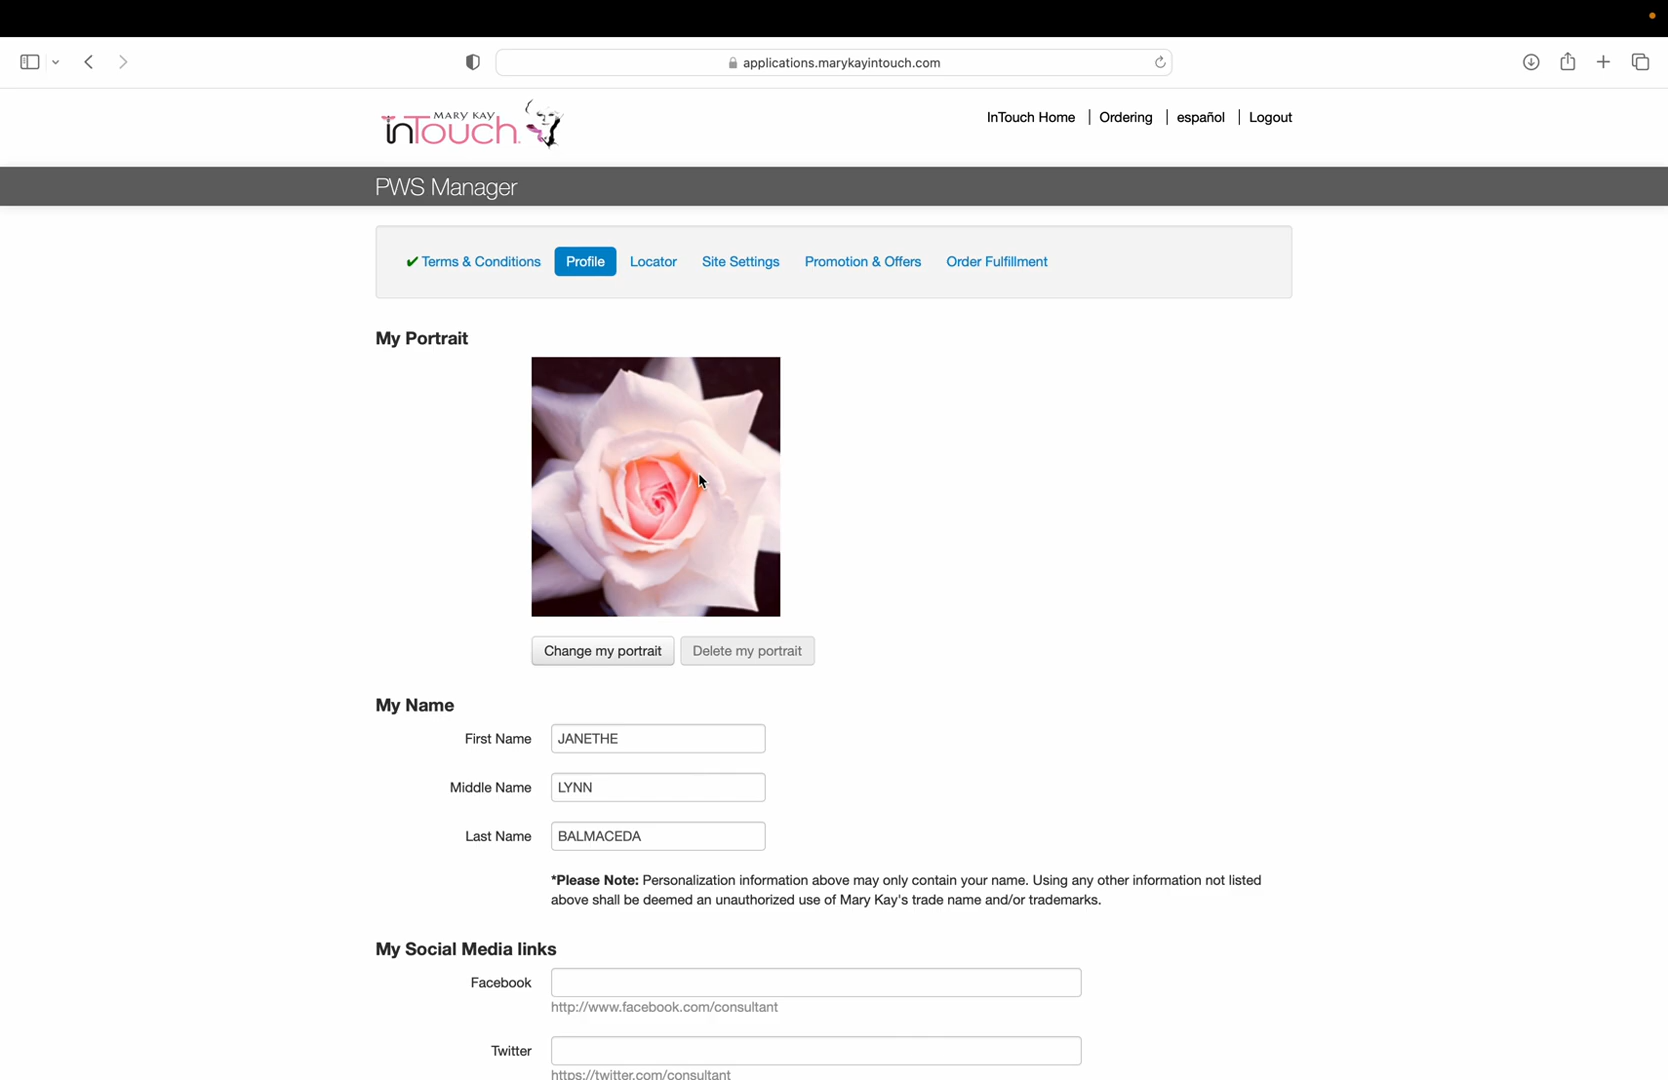 applications.marykayintouch.com
MARY KAY
inTouch
InTouch Home | Ordering | español | Logout
PWS Manager
✔ Terms & Conditions Profile Locator Site Settings Promotion & Offers Order Fulfillment
My Portrait
Change my portrait Delete my portrait
My Name
First Name JANETHE
Middle Name LYNN
Last Name BALMACEDA
*Please Note: Personalization information above may only contain your name. Using any other information not listed
above shall be deemed an unauthorized use of Mary Kay's trade name and/or trademarks.
My Social Media links
Facebook
http://www.facebook.com/consultant
Twitter
https://twitter.com/consultant